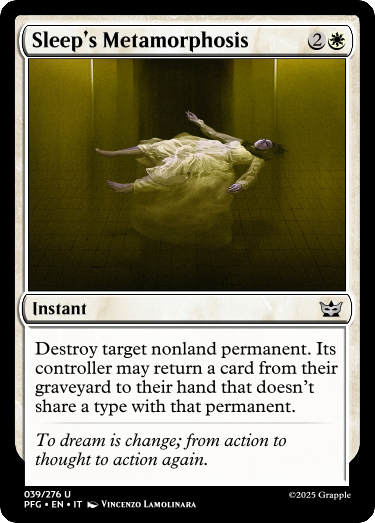 Sleep's Metamorphosis 2
Instant
Destroy target nonland permanent. Its
controller may return a card from their
graveyard to their hand that doesn't
share a type with that permanent.
To dream is change; from action to
thought to action again.
039/276 U
PFG • EN • IT Vincenzo Lamolinara
©2025 Grapple